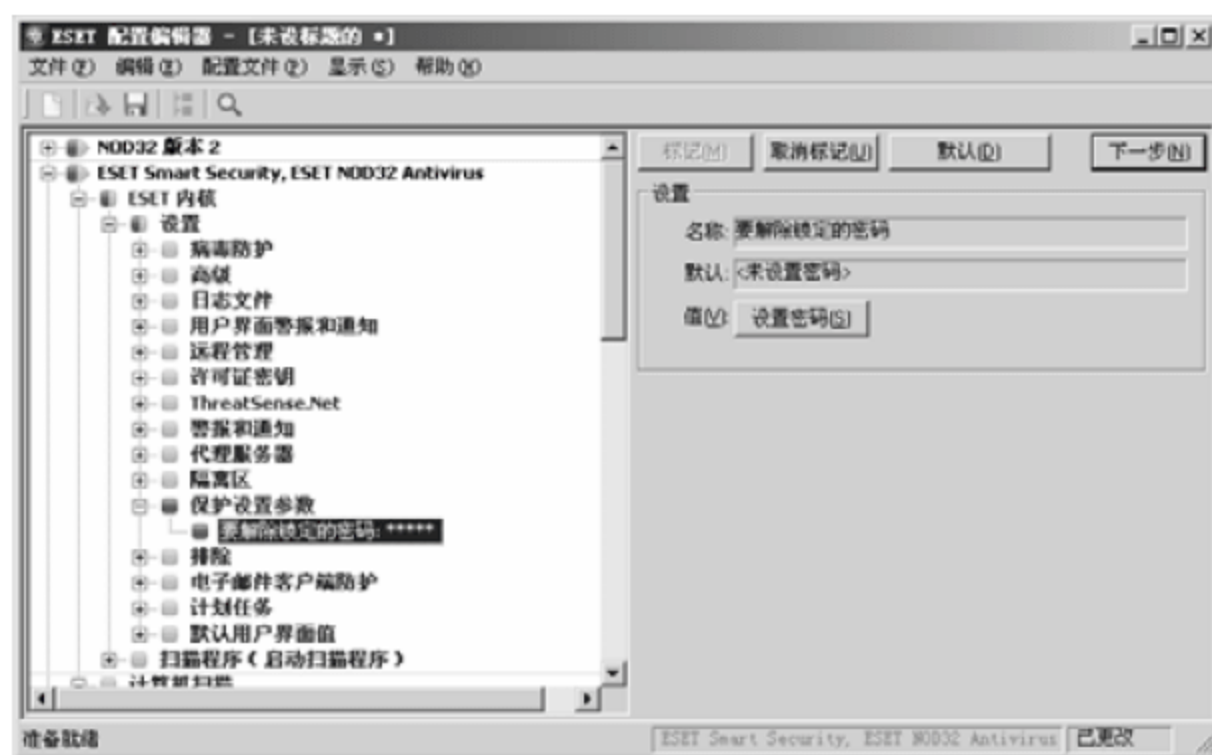 ESET 配置编辑器 - [未设标题的 *]
文件(F) 编辑(E) 配置文件(P) 显示(S) 帮助(H)
NOD32 版本 2
ESET Smart Security, ESET NOD32 Antivirus
ESET 内核
设置
病毒防护
高级
日志文件
用户界面警报和通知
远程管理
许可证密钥
ThreatSense.Net
警报和通知
代理服务器
隔离区
保护设置参数
要解除锁定的密码: *****
排除
电子邮件客户端防护
计划任务
默认用户界面值
扫描程序(启动扫描程序)
计算机扫描
标记(M) 取消标记(U) 默认(D) 下一步(N)
设置
名称: 要解除锁定的密码
默认: <未设置密码>
值(V): 设置密码(S)
准备就绪
ESET Smart Security, ESET NOD32 Antivirus 已更改